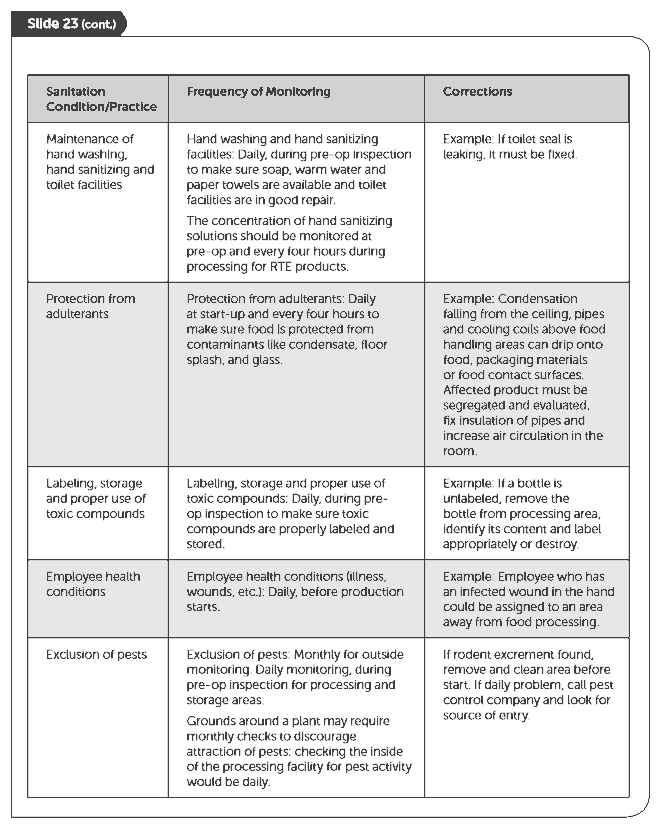 Slide 23 (cont.)
Sanitation
Condition/Practice
Frequency of Monitoring
Corrections
Maintenance of
hand washing,
hand sanitizing and
toilet facilities
Hand washing and hand sanitizing
facilities: Daily, during pre-op inspection
to make sure soap, warm water and
paper towels are available and toilet
facilities are in good repair.
The concentration of hand sanitizing
solutions should be monitored at
pre-op and every four hours during
processing for RTE products.
Example: If toilet seal is
leaking, it must be fixed.
Protection from
adulterants
Protection from adulterants: Daily
at start-up and every four hours to
make sure food is protected from
contaminants like condensate, floor
splash, and glass.
Example: Condensation
falling from the ceiling, pipes
and cooling coils above food
handling areas can drip onto
food, packaging materials
or food contact surfaces.
Affected product must be
segregated and evaluated,
fix insulation of pipes and
increase air circulation in the
room.
Labeling, storage
and proper use of
toxic compounds
Labeling, storage and proper use of
toxic compounds: Daily, during pre-
op inspection to make sure toxic
compounds are properly labeled and
stored.
Example: If a bottle is
unlabeled, remove the
bottle from processing area,
identify its content and label
appropriately or destroy.
Employee health
conditions
Employee health conditions (illness,
wounds, etc.): Daily, before production
starts.
Example: Employee who has
an infected wound in the hand
could be assigned to an area
away from food processing.
Exclusion of pests
Exclusion of pests: Monthly for outside
monitoring. Daily monitoring, during
pre-op inspection for processing and
storage areas.
Grounds around a plant may require
monthly checks to discourage
attraction of pests: checking the inside
of the processing facility for pest activity
would be daily.
If rodent excrement found,
remove and clean area before
start. If daily problem, call pest
control company and look for
source of entry.